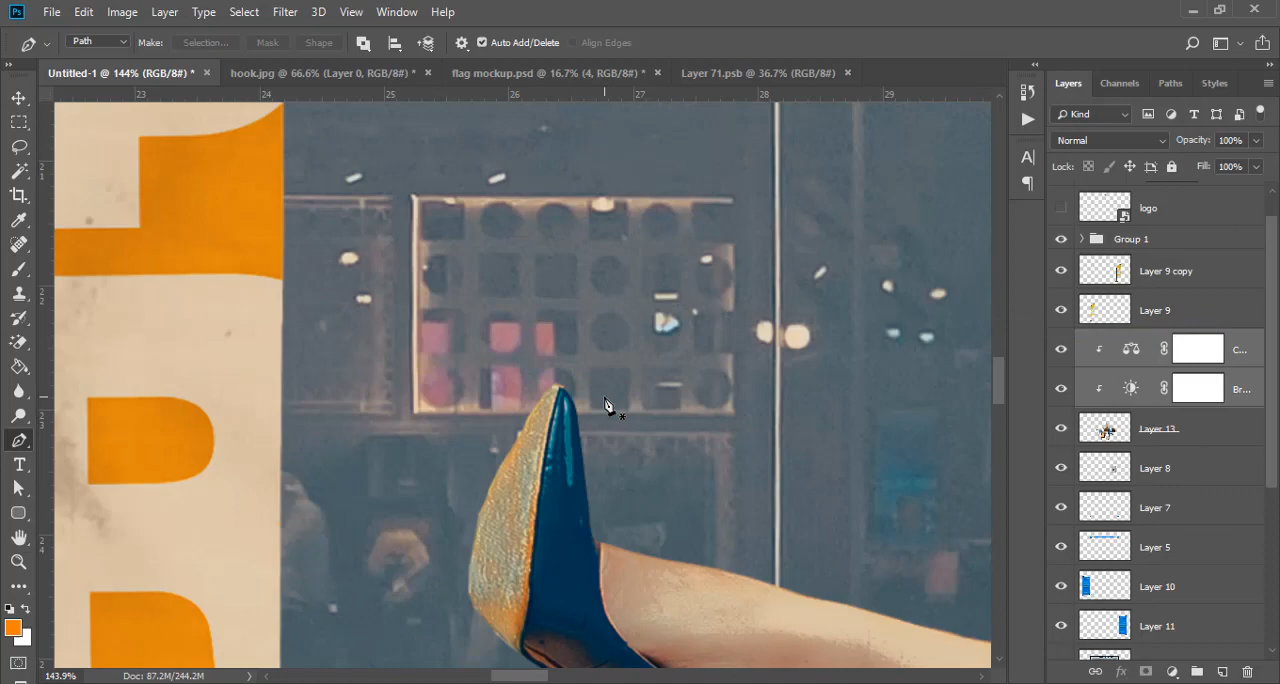 Ps File Edit Image Layer Type Select Filter 3D View Window Help
Path Make: Selection... Mask Shape Auto Add/Delete Align Edges
Untitled-1 @ 144% (RGB/8#) * × hook.jpg @ 66.6% (Layer 0, RGB/8#) * × flag mockup.psd @ 16.7% (4, RGB/8#) * × Layer 71.psb @ 36.7% (RGB/8#) ×
23 24 25 26 27 28 29
Layers Channels Paths Styles
Kind
Normal Opacity: 100%
Lock: Fill: 100%
logo
Group 1
Layer 9 copy
Layer 9
C...
Br...
Layer 13
Layer 8
Layer 7
Layer 5
Layer 10
Layer 11
143.9% Doc: 87.2M/244.2M